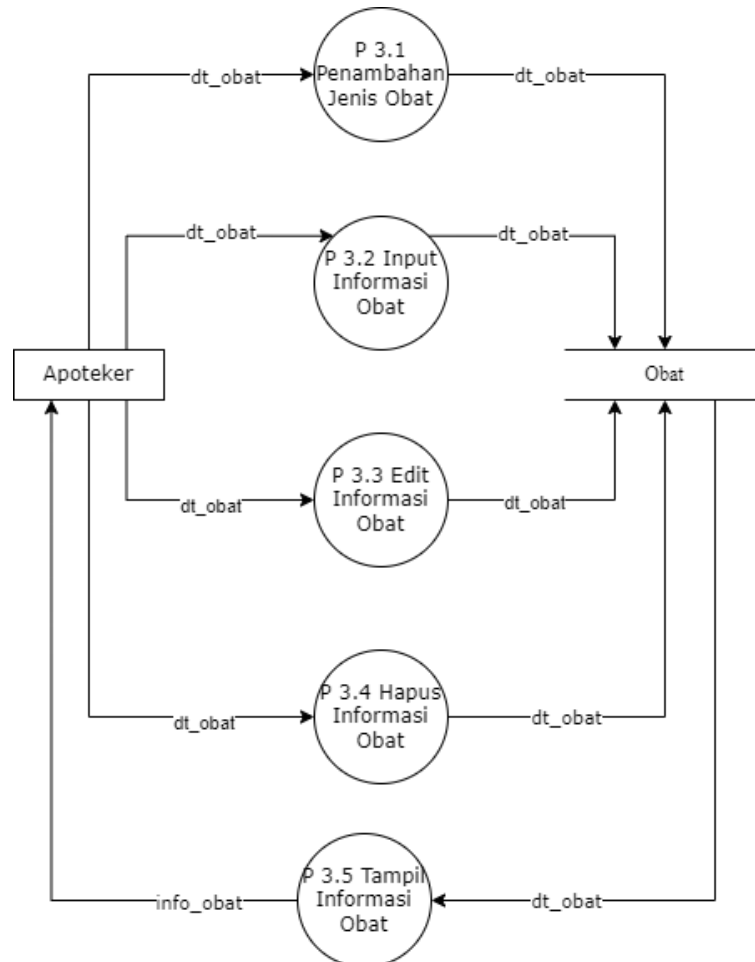 P 3.1
Penambahan
Jenis Obat
dt_obat
dt_obat
dt_obat
dt_obat
P 3.2 Input
Informasi
Obat
Apoteker
Obat
P 3.3 Edit
Informasi
Obat
dt_obat
dt_obat
P 3.4 Hapus
Informasi
Obat
dt_obat
dt_obat
P 3.5 Tampil
Informasi
Obat
info_obat
dt_obat